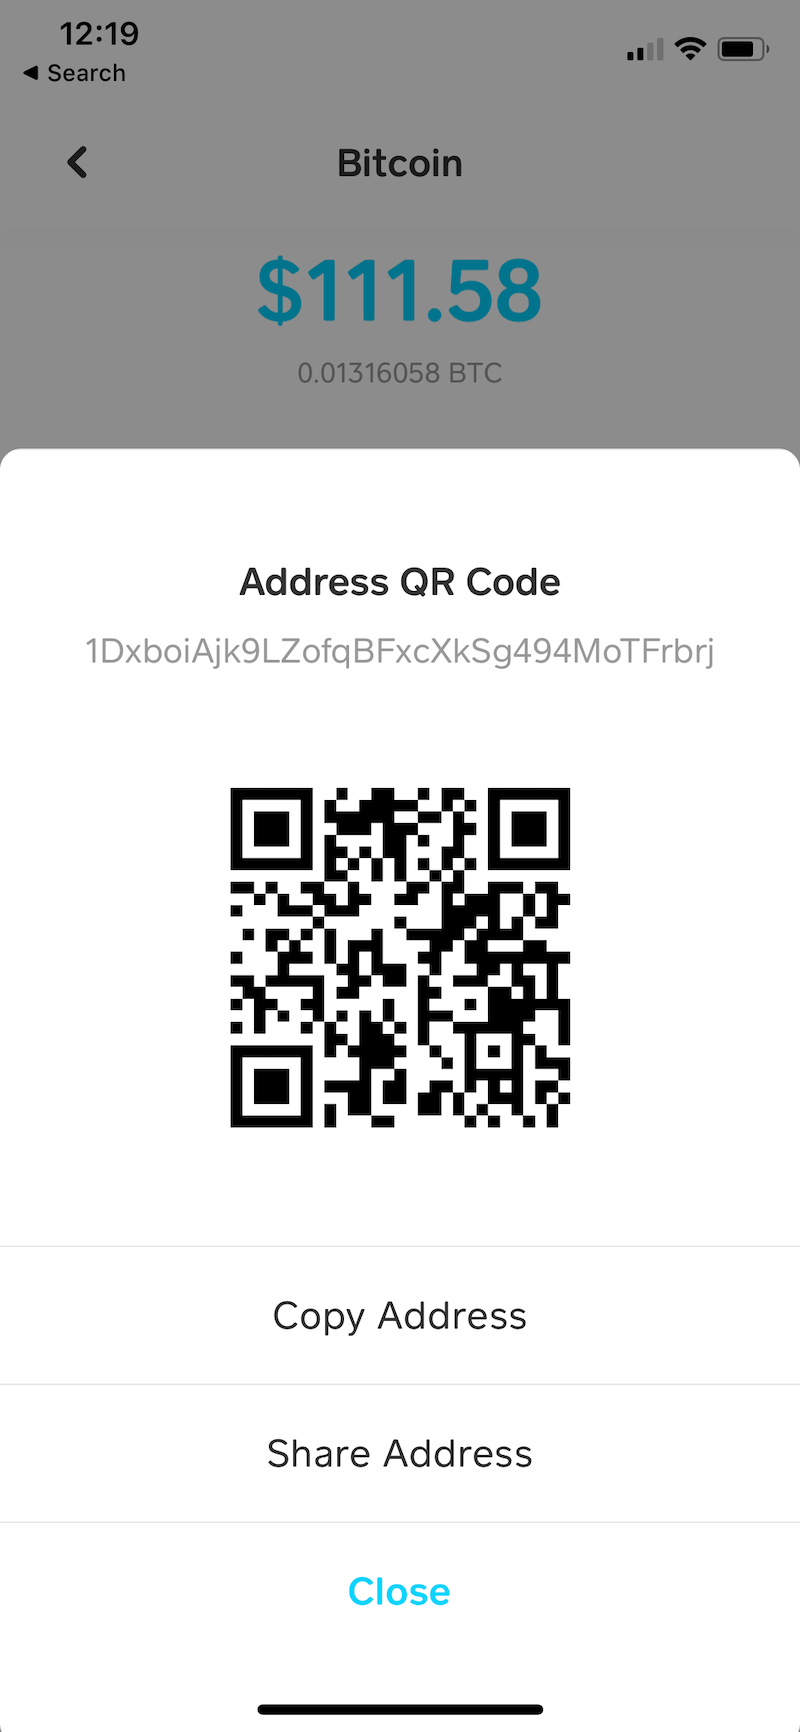 12:19
◀ Search
Bitcoin
$111.58
0.01316058 BTC
Address QR Code
1DxboiAjk9LZofqBFxcXkSg494MoTFrbrj
Copy Address
Share Address
Close